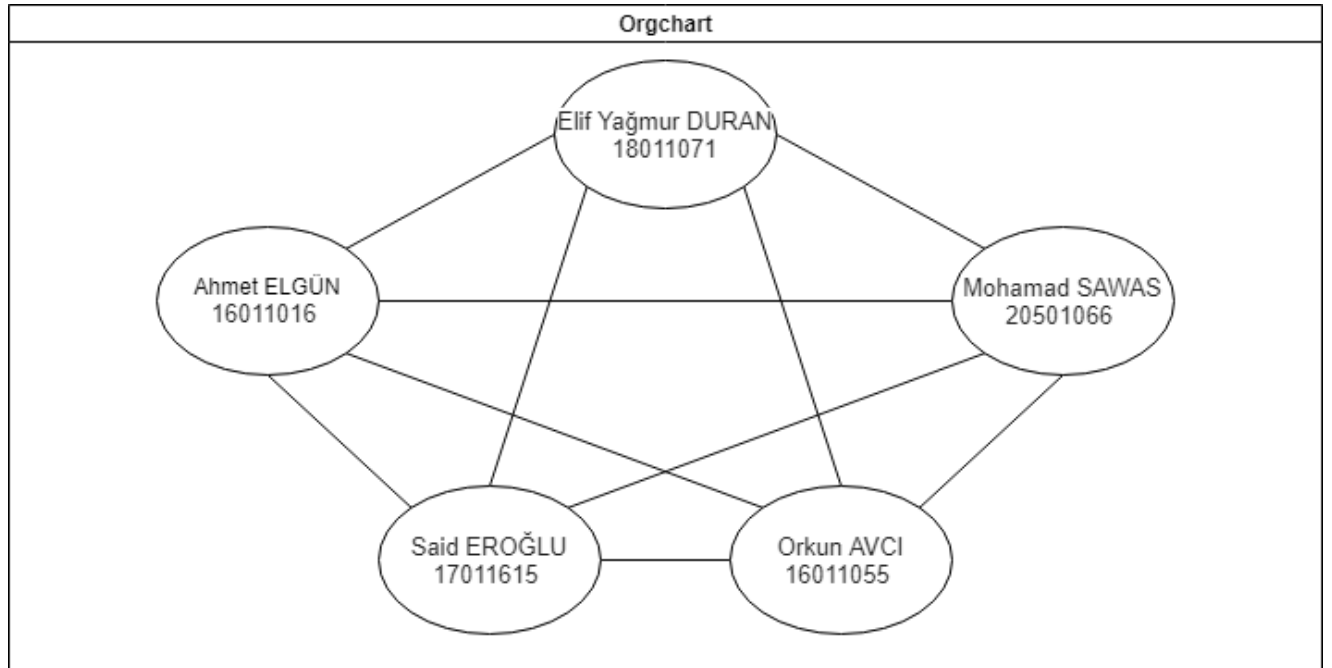 Orgchart
Elif Yağmur DURAN
18011071
Ahmet ELGÜN
16011016
Mohamad SAWAS
20501066
Said EROĞLU
17011615
Orkun AVCI
16011055